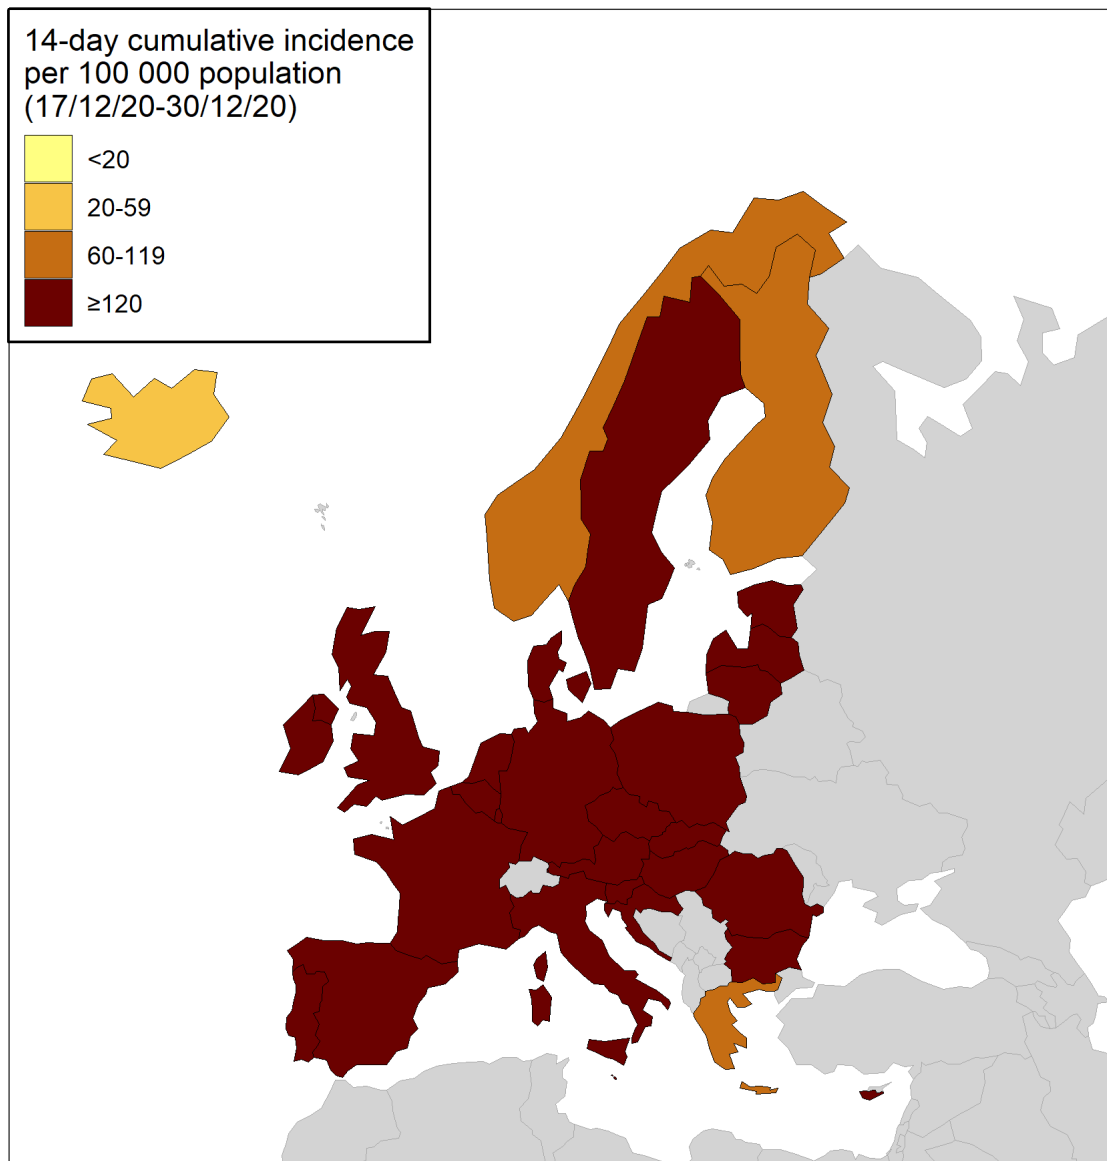 14-day cumulative incidence
per 100 000 population
(17/12/20-30/12/20)
<20
20-59
60-119
≥120